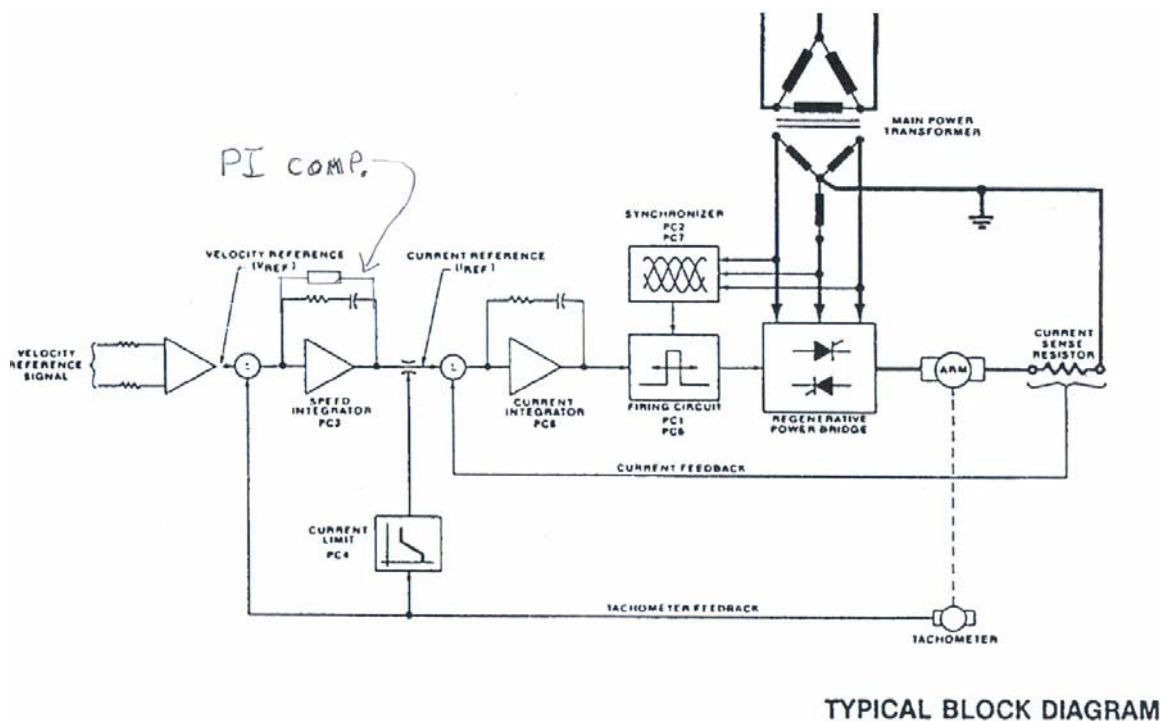 MAIN POWER
TRANSFORMER
PI comp.
SYNCHRONIZER
PC2
PC7
VELOCITY REFERENCE
(VREF)
CURRENT REFERENCE
(IREF)
VELOCITY
REFERENCE
SIGNAL
Σ
SPEED
INTEGRATOR
PC3
Σ
CURRENT
INTEGRATOR
PC8
FIRING CIRCUIT
PC1
PC6
REGENERATIVE
POWER BRIDGE
ARM
CURRENT
SENSE
RESISTOR
CURRENT FEEDBACK
CURRENT
LIMIT
PC4
TACHOMETER FEEDBACK
TACHOMETER
TYPICAL BLOCK DIAGRAM